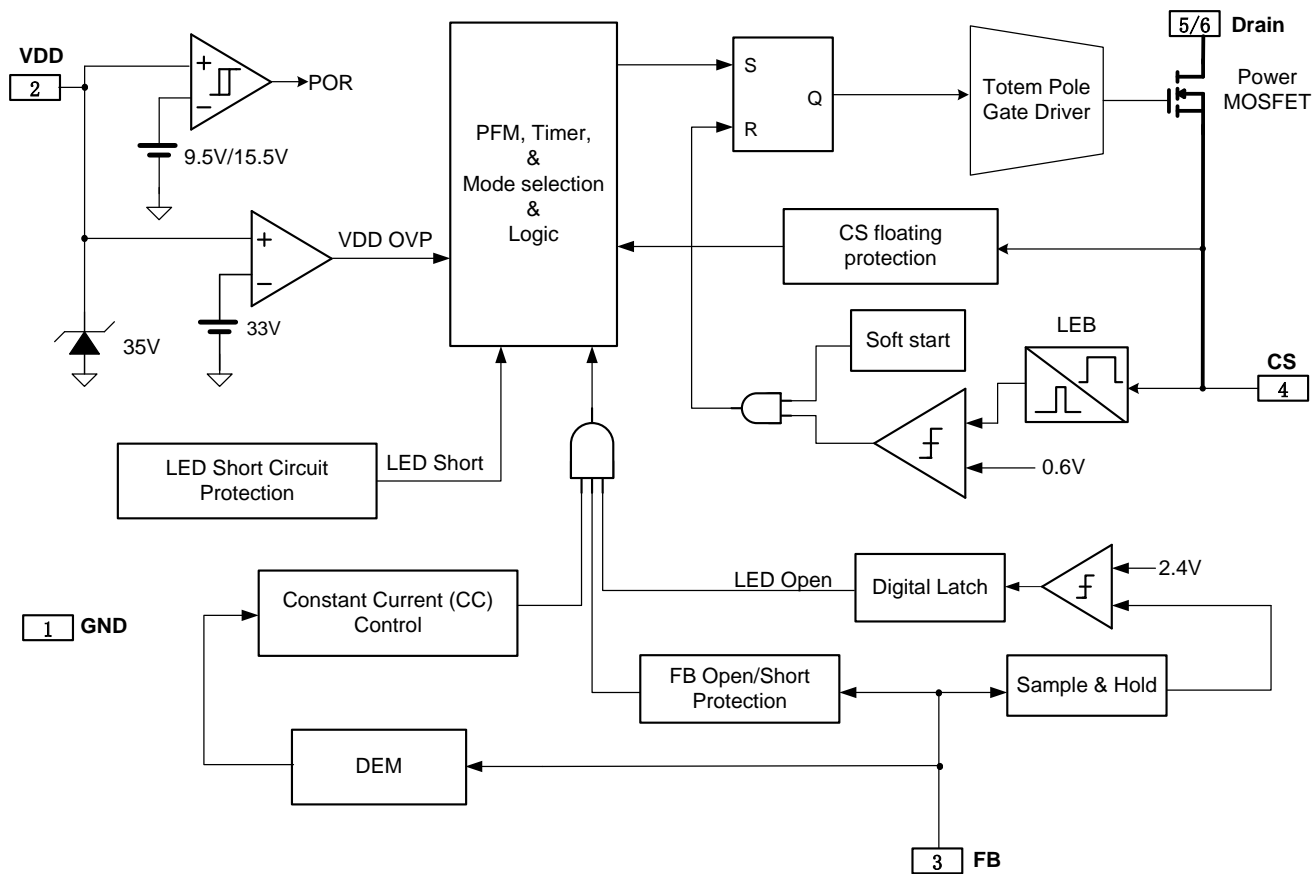 VDD
2
POR
9.5V/15.5V
VDD OVP
33V
35V
PFM, Timer,
&
Mode selection
&
Logic
S
R
Q
Totem Pole
Gate Driver
5/6 Drain
Power
MOSFET
CS floating
protection
Soft start
LEB
CS
4
0.6V
LED Short Circuit
Protection
LED Short
Constant Current (CC)
Control
LED Open
Digital Latch
2.4V
1 GND
FB Open/Short
Protection
Sample & Hold
DEM
3 FB